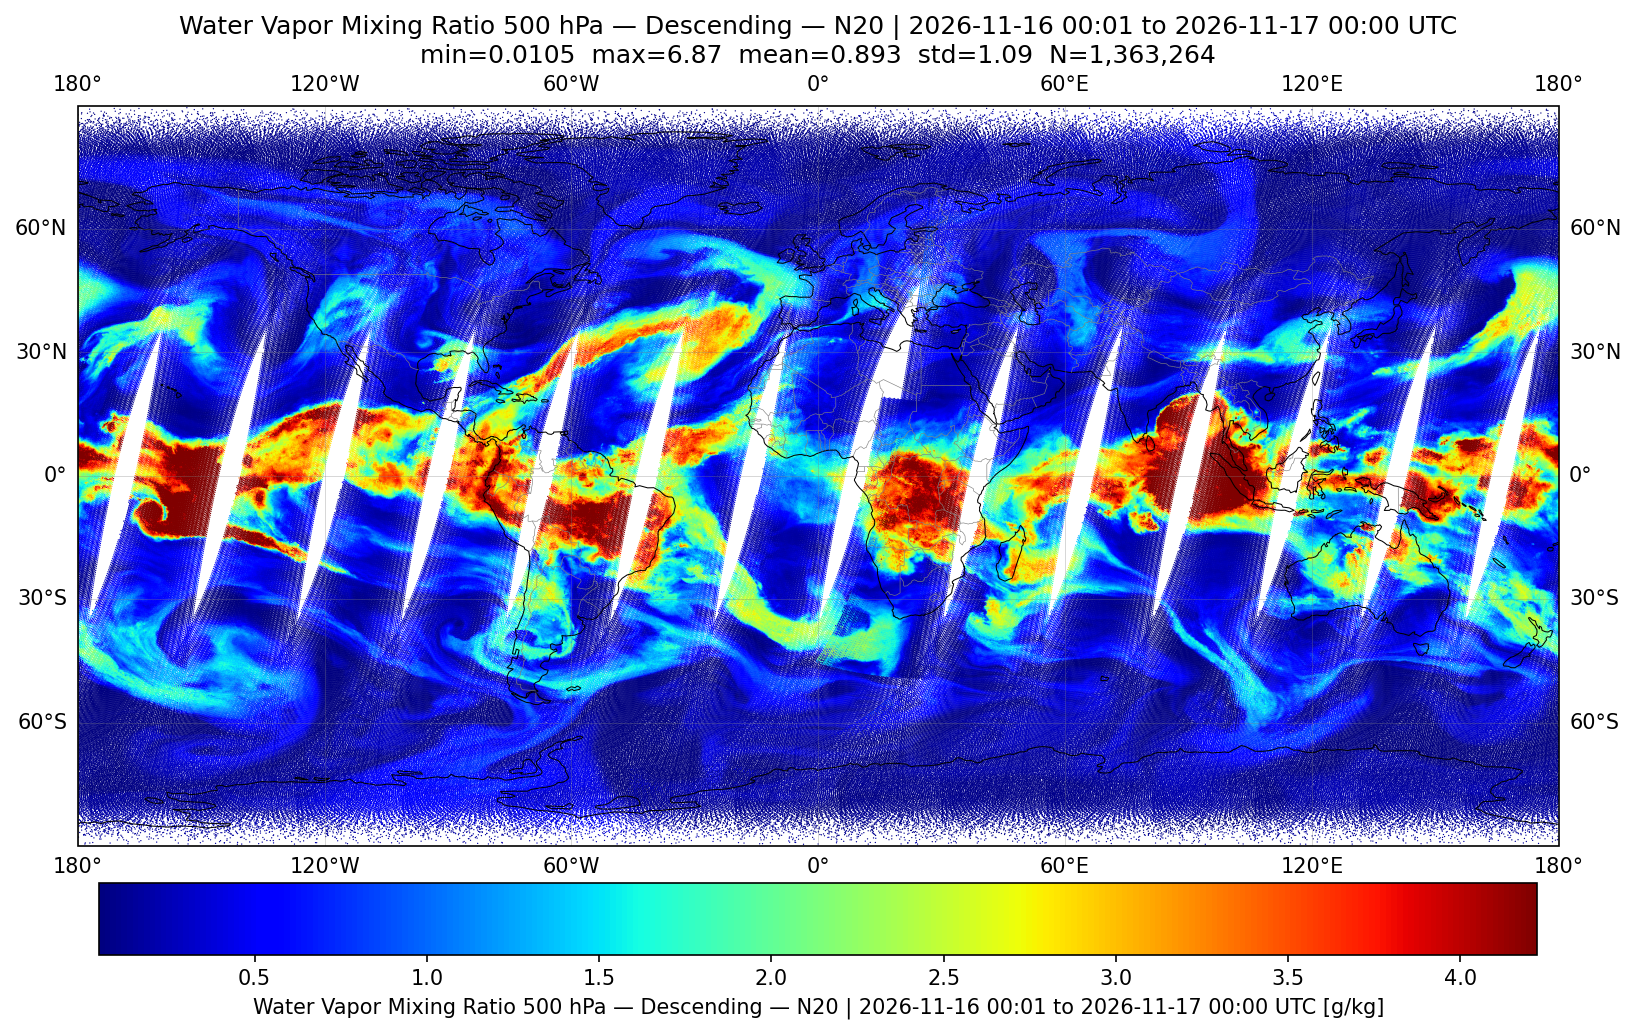 Water Vapor Mixing Ratio 500 hPa — Descending — N20 | 2026-11-16 00:01 to 2026-11-17 00:00 UTC
min=0.0105  max=6.87  mean=0.893  std=1.09  N=1,363,264
180° 120°W 60°W 0° 60°E 120°E 180°
60°N 60°N
30°N 30°N
0° 0°
30°S 30°S
60°S 60°S
180° 120°W 60°W 0° 60°E 120°E 180°
0.5 1.0 1.5 2.0 2.5 3.0 3.5 4.0
Water Vapor Mixing Ratio 500 hPa — Descending — N20 | 2026-11-16 00:01 to 2026-11-17 00:00 UTC [g/kg]